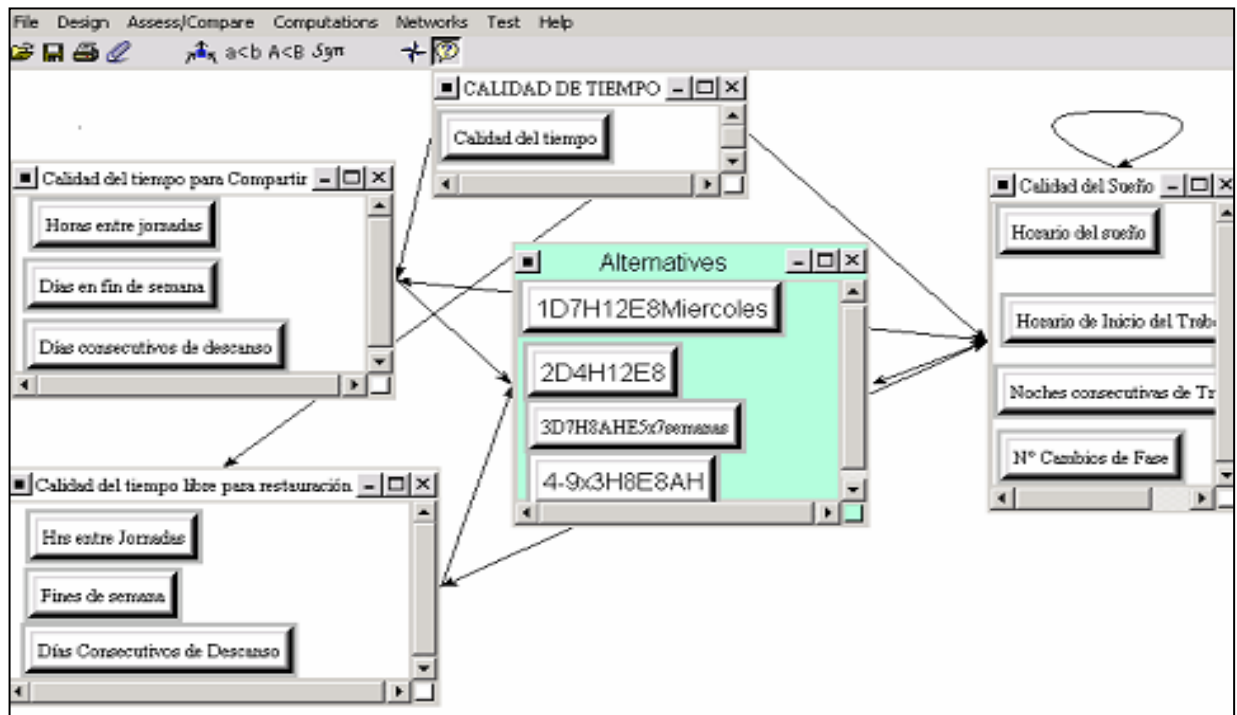 File Design Assess/Compare Computations Networks Test Help
a<b A<B Syn
CALIDAD DE TIEMPO
Calidad del tiempo
Calidad del tiempo para Compartir
Horas entre jornadas
Días en fin de semana
Días consecutivos de descanso
Alternatives
1D7H12E8Miercoles
2D4H12E8
3D7H8AHE5x7semanas
4-9x3H8E8AH
Calidad del Sueño
Horario del sueño
Horario de Inicio del Trab
Noches consecutivas de Tr
Nº Cambios de Fase
Calidad del tiempo libre para restauración
Hrs entre Jornadas
Fines de semana
Días Consecutivos de Descanso